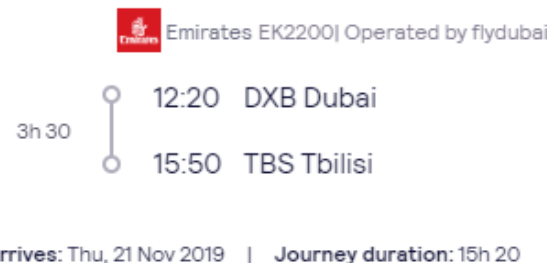 Emirates
Emirates EK2200| Operated by flydubai
12:20 DXB Dubai
3h 30
15:50 TBS Tbilisi
rrives: Thu, 21 Nov 2019 | Journey duration: 15h 20